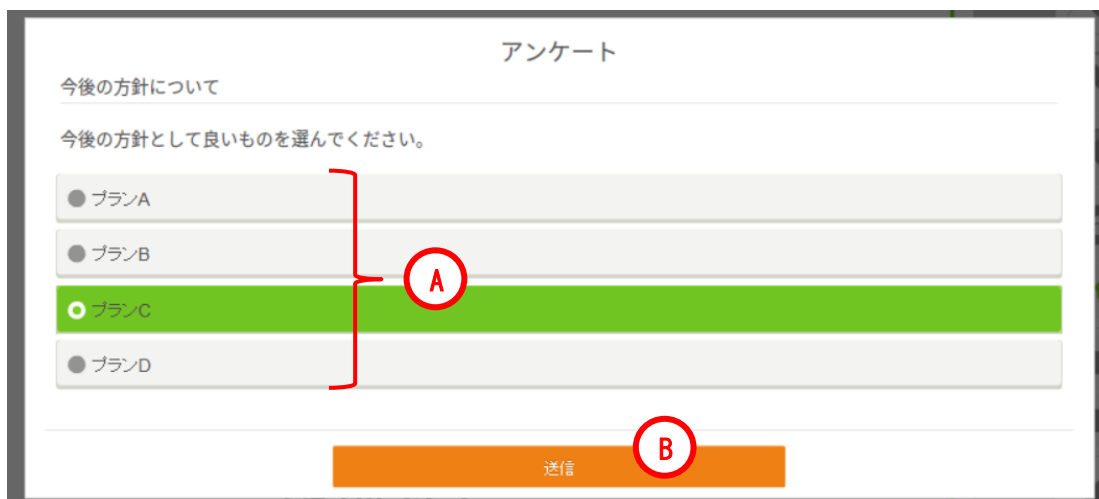 アンケート
今後の方針について
今後の方針として良いものを選んでください。
プランA
プランB
A
プランC
プランD
B
送信